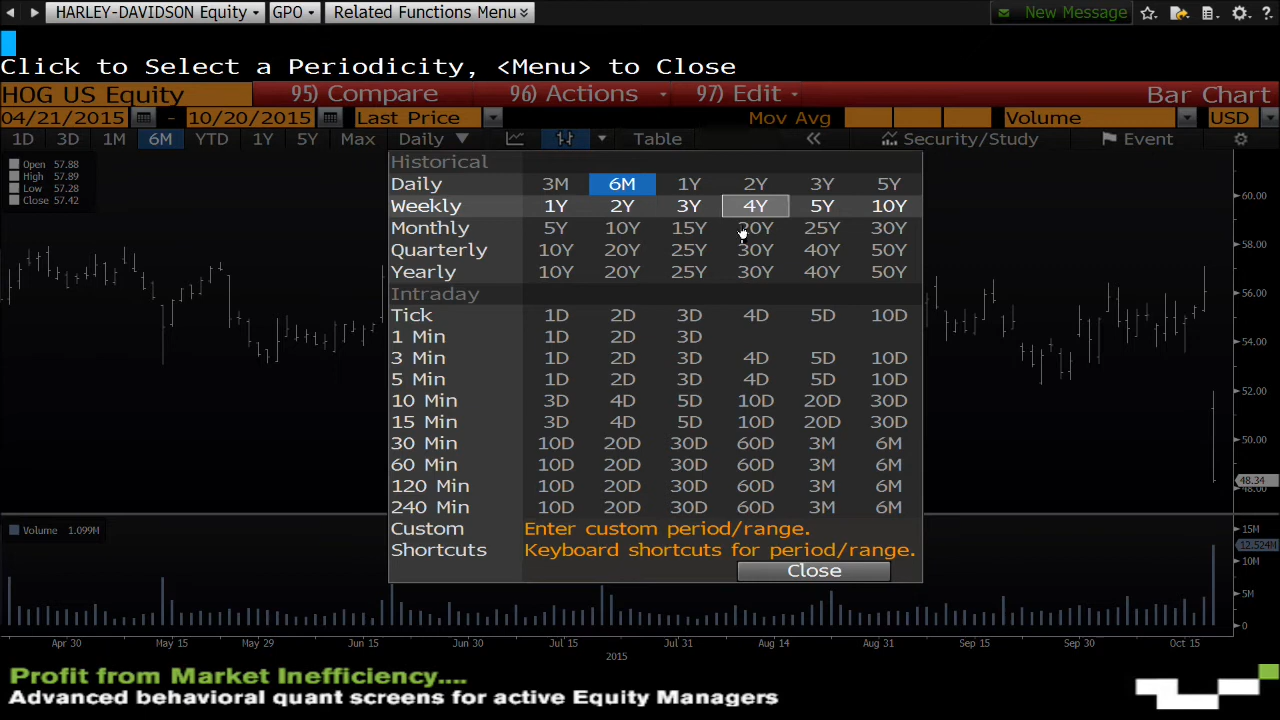 HARLEY-DAVIDSON Equity GPO Related Functions Menu New Message
Click to Select a Periodicity, <Menu> to Close
HOG US Equity 95) Compare 96) Actions 97) Edit Bar Chart
04/21/2015 - 10/20/2015 Last Price Mov Avg Volume USD
1D 3D 1M 6M YTD 1Y 5Y Max Daily Table Security/Study Event
Open 57.88
High 57.89
Low 57.28
Close 57.42
Historical
Daily 3M 6M 1Y 2Y 3Y 5Y
Weekly 1Y 2Y 3Y 4Y 5Y 10Y
Monthly 5Y 10Y 15Y 20Y 25Y 30Y
Quarterly 10Y 20Y 25Y 30Y 40Y 50Y
Yearly 10Y 20Y 25Y 30Y 40Y 50Y
Intraday
Tick 1D 2D 3D 4D 5D 10D
1 Min 1D 2D 3D
3 Min 1D 2D 3D 4D 5D 10D
5 Min 1D 2D 3D 4D 5D 10D
10 Min 3D 4D 5D 10D 20D 30D
15 Min 3D 4D 5D 10D 20D 30D
30 Min 10D 20D 30D 60D 3M 6M
60 Min 10D 20D 30D 60D 3M 6M
120 Min 10D 20D 30D 60D 3M 6M
240 Min 10D 20D 30D 60D 3M 6M
Custom Enter custom period/range.
Shortcuts Keyboard shortcuts for period/range.
Close
60.00
58.00
56.00
54.00
52.00
50.00
48.34
48.00
Volume 1.099M
15M
12.524M
10M
5M
0
Apr 30 May 15 May 29 Jun 15 Jun 30 Jul 15 Jul 31 Aug 14 Aug 31 Sep 15 Sep 30 Oct 15
2015
Profit from Market Inefficiency....
Advanced behavioral quant screens for active Equity Managers